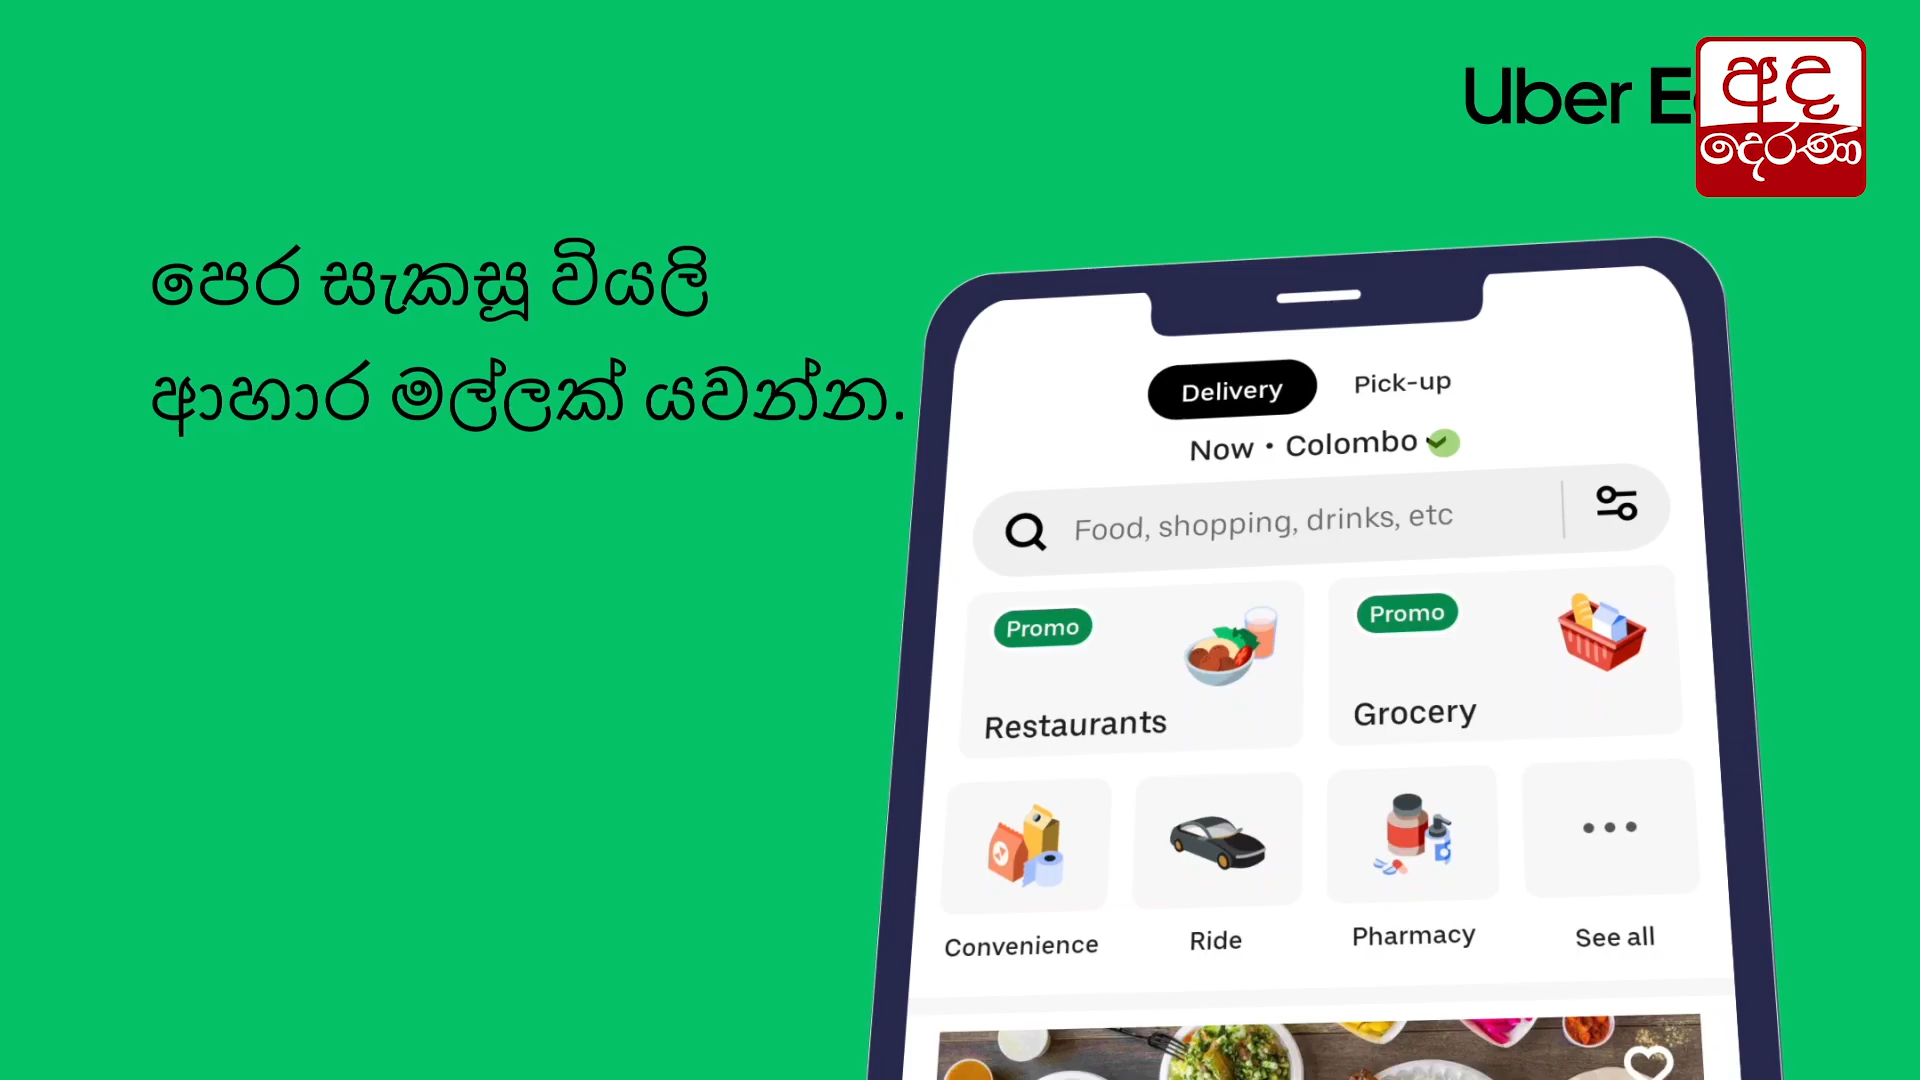 Uber E
අද
දෙරණ
පෙර සැකසූ වියලි
ආහාර මල්ලක් යවන්න.
Delivery Pick-up
Now • Colombo
Food, shopping, drinks, etc
Promo Promo
Restaurants Grocery
Convenience Ride Pharmacy See all